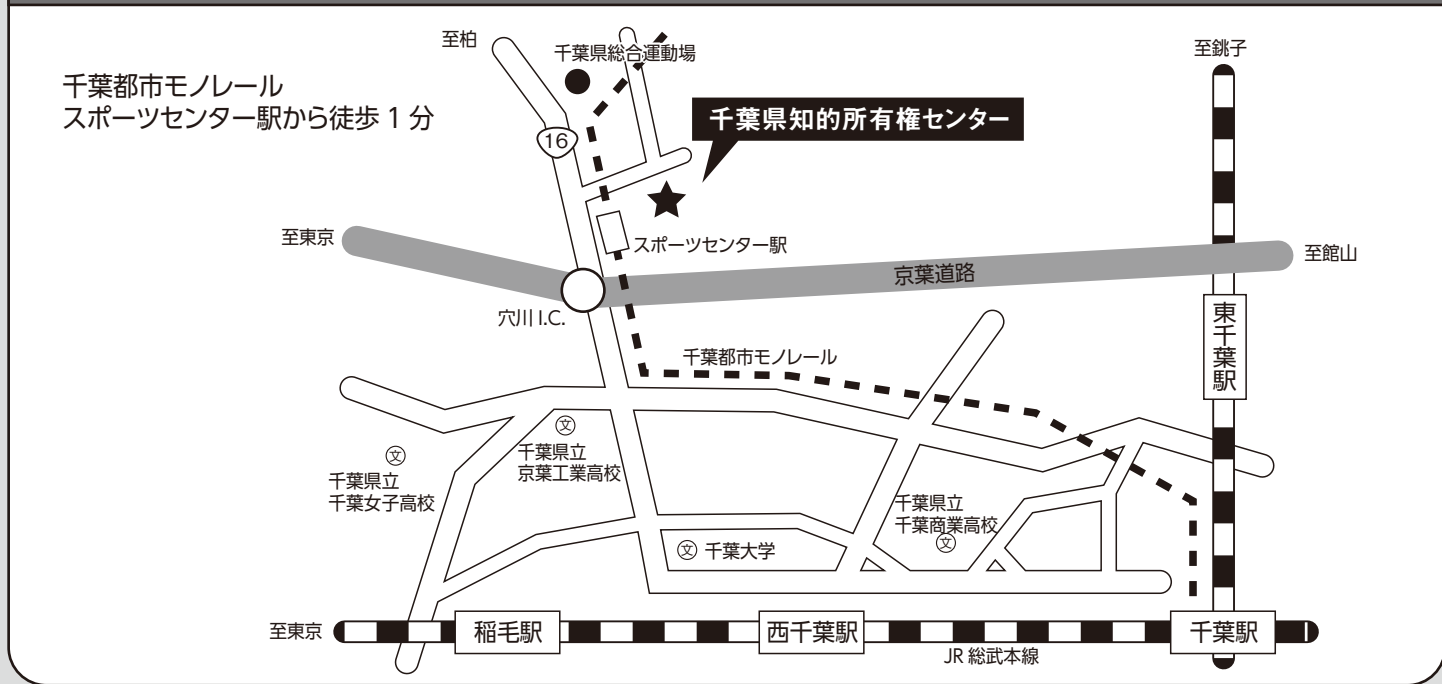 至柏
千葉県総合運動場
至銚子
千葉都市モノレール
スポーツセンター駅から徒歩 1 分
千葉県知的所有権センター
16
至東京
スポーツセンター駅
京葉道路
至館山
穴川 I.C.
東千葉駅
千葉都市モノレール
文
千葉県立
京葉工業高校
文
千葉県立
千葉女子高校
千葉県立
千葉商業高校
文
文 千葉大学
至東京
稲毛駅
西千葉駅
千葉駅
JR 総武本線